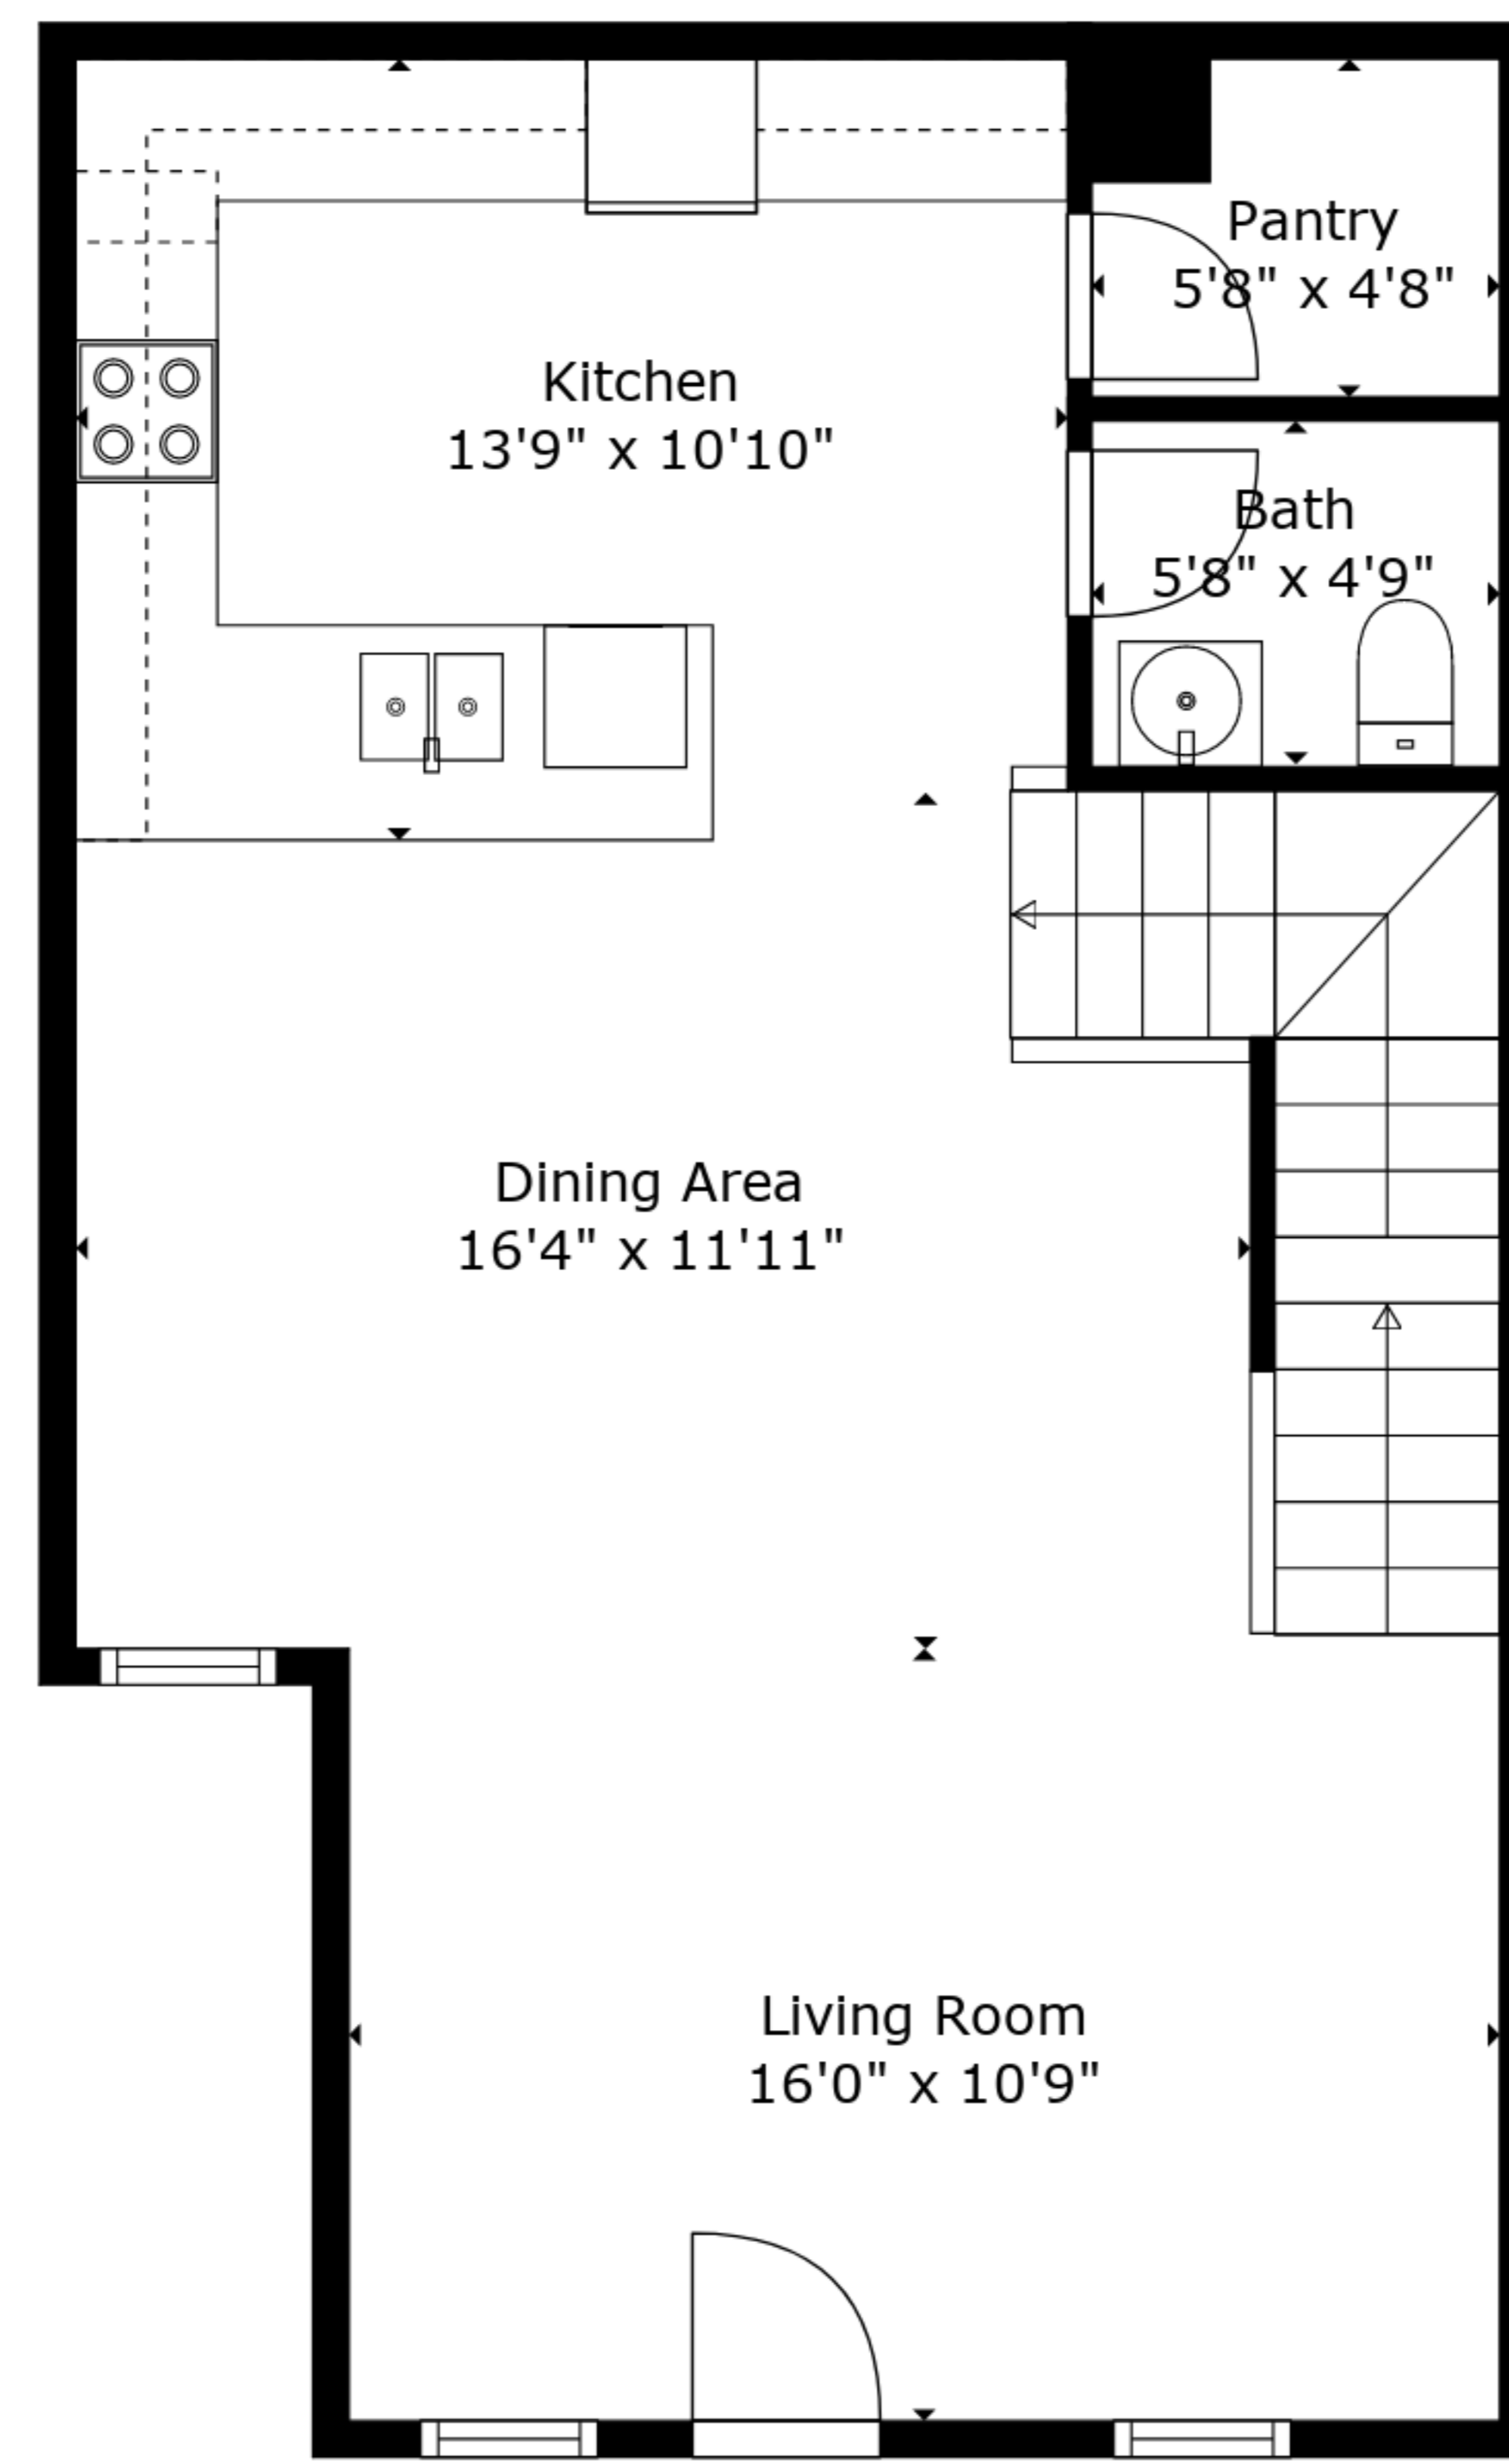 Pantry
5'8" x 4'8"
Kitchen
13'9" x 10'10"
Bath
5'8" x 4'9"
Dining Area
16'4" x 11'11"
Living Room
16'0" x 10'9"